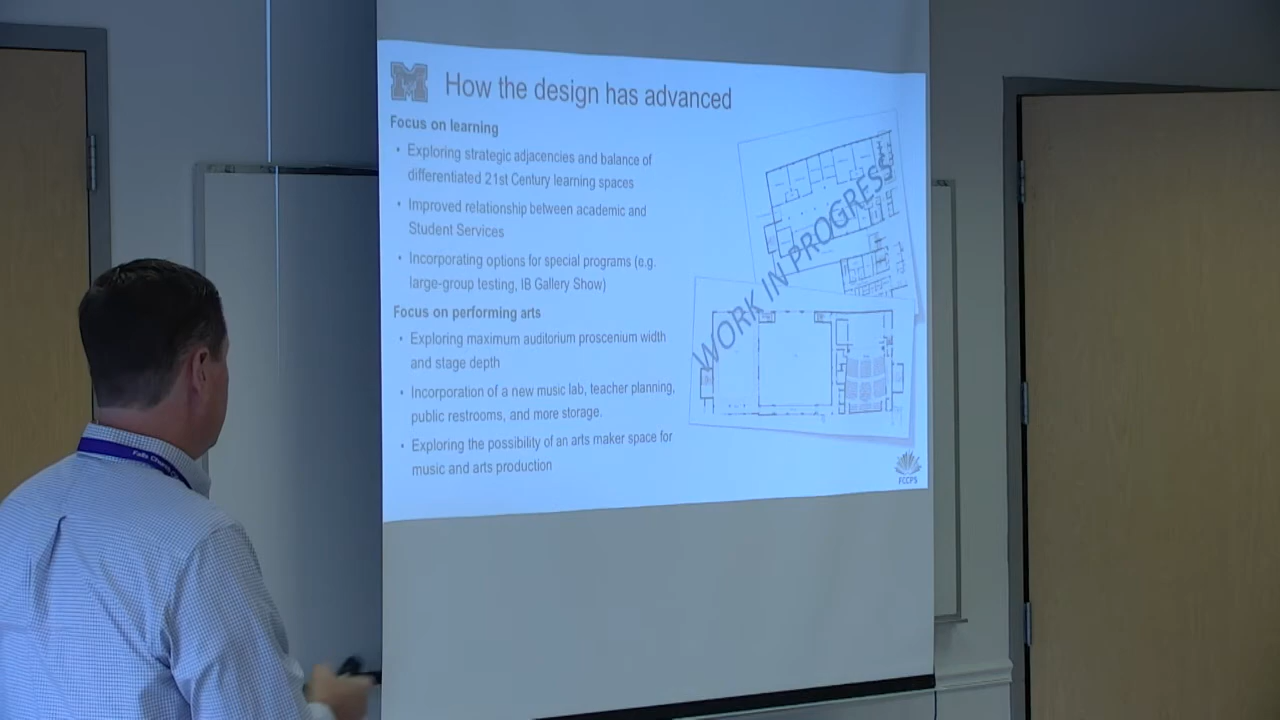 M
How the design has advanced
Focus on learning
• Exploring strategic adjacencies and balance of
differentiated 21st Century learning spaces
• Improved relationship between academic and
Student Services
• Incorporating options for special programs (e.g.
large-group testing, IB Gallery Show)
Focus on performing arts
• Exploring maximum auditorium proscenium width
and stage depth
• Incorporation of a new music lab, teacher planning,
public restrooms, and more storage.
• Exploring the possibility of an arts maker space for
music and arts production
WORK IN PROGRESS
FCCPS
Falls Church